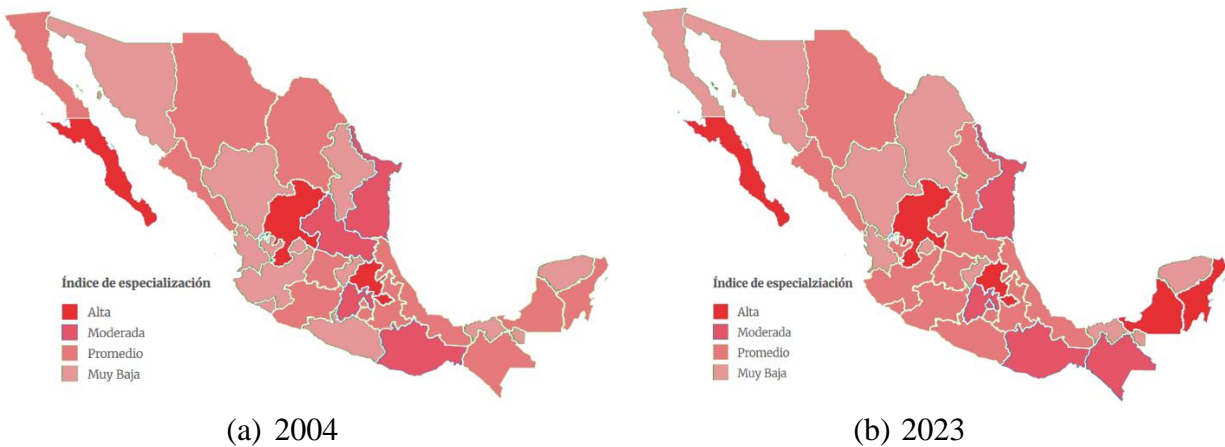 Índice de especialización
Alta
Moderada
Promedio
Muy Baja
Índice de especialziación
Alta
Moderada
Promedio
Muy Baja
(a) 2004
(b) 2023